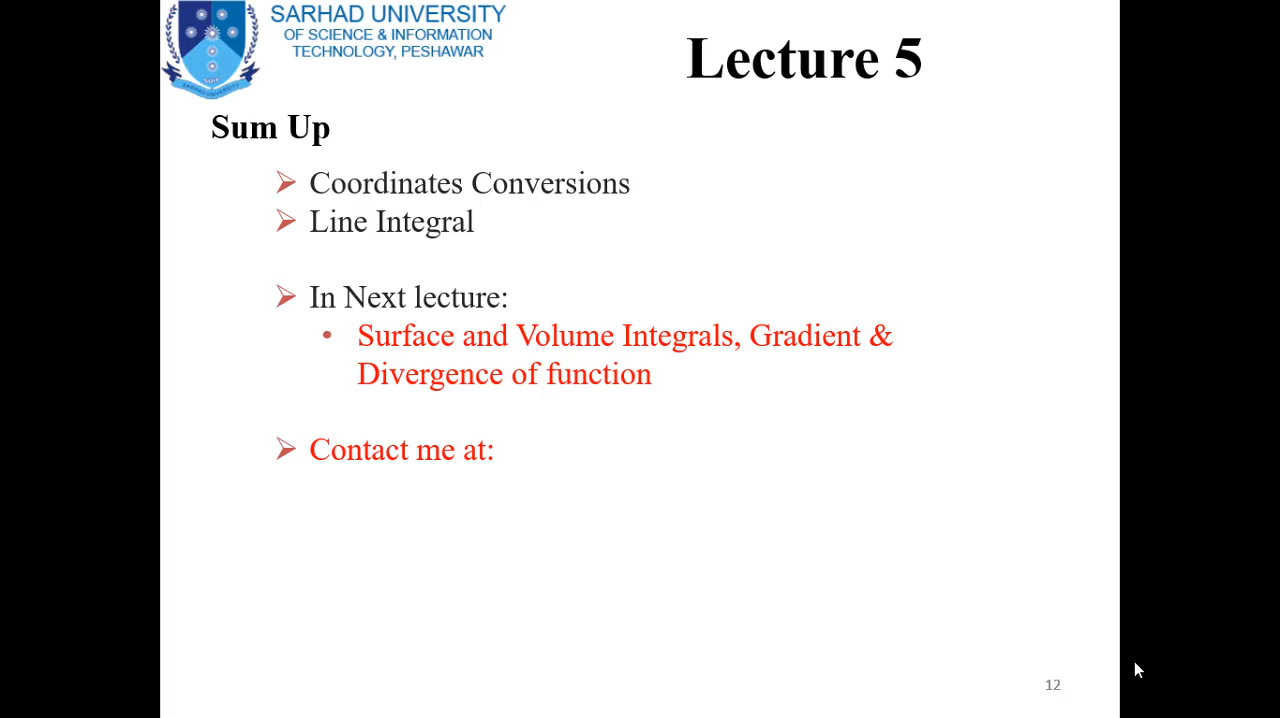 SARHAD UNIVERSITY
OF SCIENCE & INFORMATION
TECHNOLOGY, PESHAWAR
Lecture 5
Sum Up
Coordinates Conversions
Line Integral
In Next lecture:
Surface and Volume Integrals, Gradient &
Divergence of function
Contact me at:
12